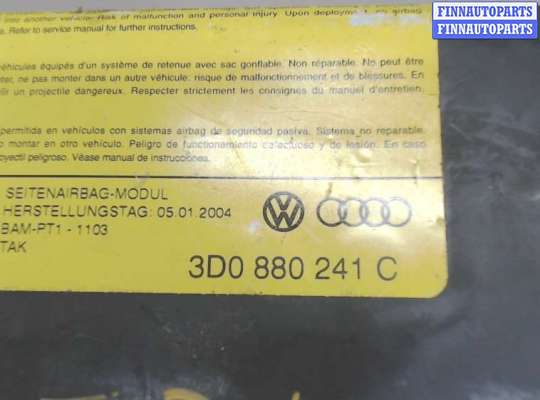 FINNAUTOPARTS
FINNAUTOPARTS
into another vehicle. Risk of malfunction and personal injury. Upon deployment, an airbag
Refer to service manual for further instructions.
véhicules équipés d'un système de retenue avec sac gonflable. Non réparable. Ne peut être
ne pas monter dans un autre véhicule: risque de malfonctionnement et de blessures. En
un projectile dangereux. Respecter strictement les consignes du manuel d'entretien.
permitida en vehículos con sistemas airbag de seguridad pasiva. Sistema no reparable.
montar en otro vehículo. Peligro de funcionamiento defectuoso y de lesión. En caso
peligroso. Véase manual de instrucciones.
SEITENAIRBAG-MODUL
HERSTELLUNGSTAG: 05.01.2004
BAM-PT1 - 1103
TAK
3D0 880 241 C